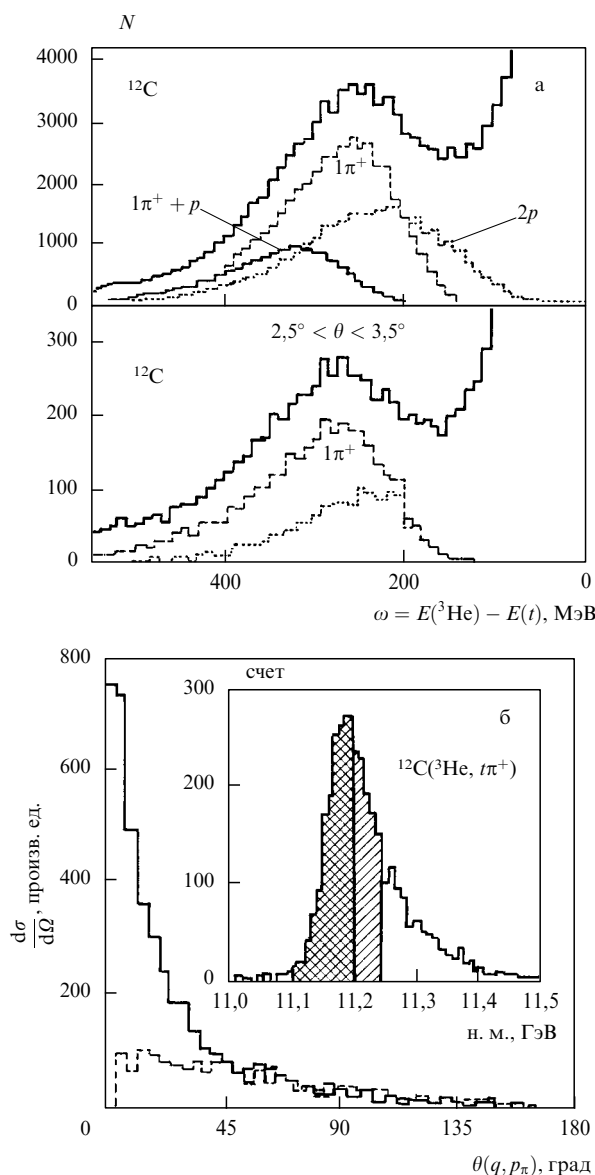 N
4000
¹²C
а
3000
1π⁺
2000
1π⁺ + p
2p
1000
0
300
2,5° < θ < 3,5°
¹²C
200
1π⁺
100
0
400
200
0
ω = E(³He) − E(t), МэВ
800
счет
300
б
¹²C(³He, tπ⁺)
600
200
dσ/dΩ, произв. ед.
400
100
200
0
11,0
11,1
11,2
11,3
11,4
11,5
н. м., ГэВ
0
0
45
90
135
180
θ(q, pπ), град